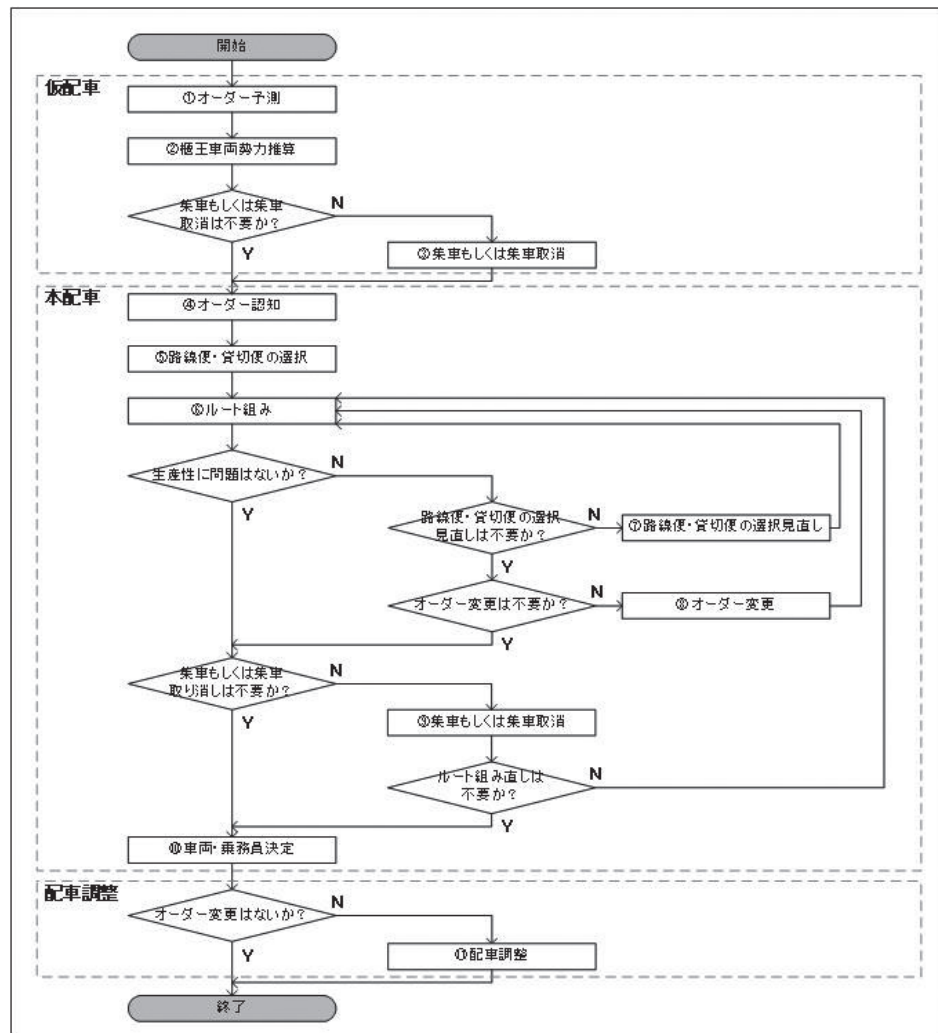 開始
仮配車
①オーダー予測
②櫃王車両勢力推算
集車もしくは集車
取消は不要か?
N
Y
③集車もしくは集車取消
本配車
④オーダー認知
⑤路線便・貸切便の選択
⑥ルート組み
生産性に問題はないか?
N
Y
路線便・貸切便の選択
見直しは不要か?
N
⑦路線便・貸切便の選択見直し
Y
オーダー変更は不要か?
N
⑧オーダー変更
Y
集車もしくは集車
取り消しは不要か?
N
Y
⑨集車もしくは集車取消
ルート組み直しは
不要か?
N
Y
⑩車両・乗務員決定
配車調整
オーダー変更はないか?
N
Y
⑪配車調整
終了